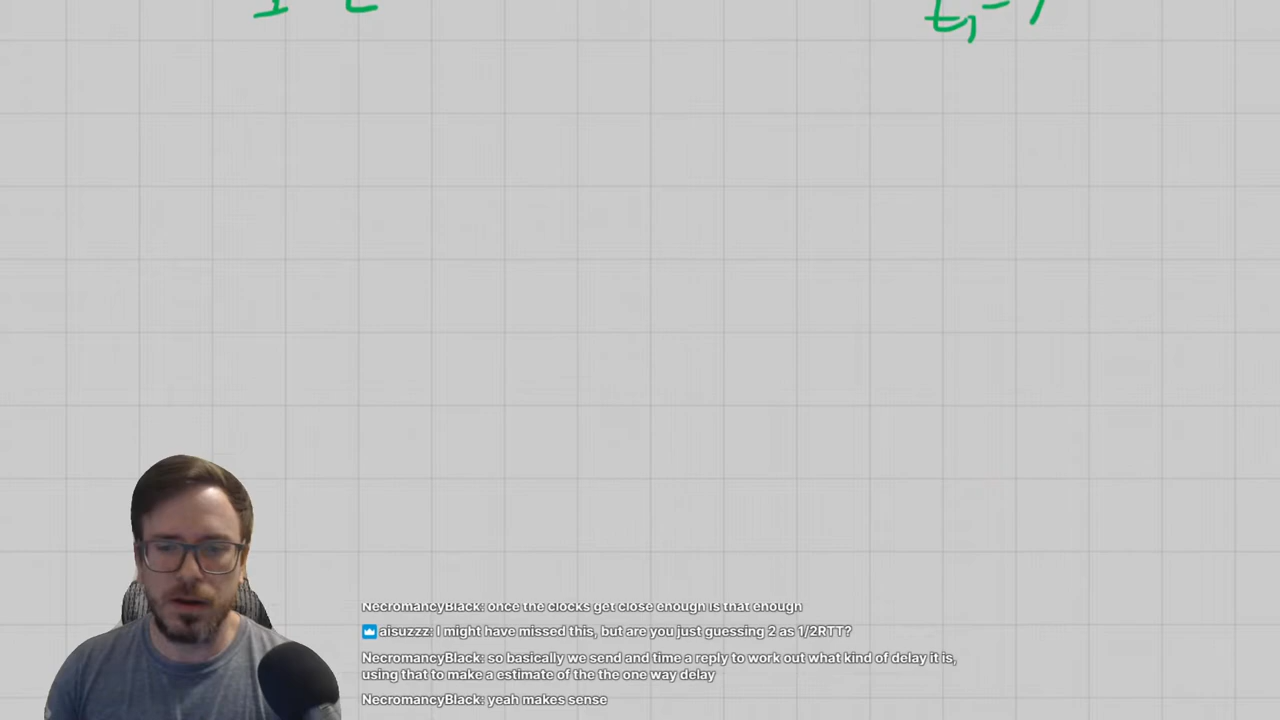 NecromancyBlack: once the clocks get close enough is that enough
aisuzzz: I might have missed this, but are you just guessing 2 as 1/2RTT?
NecromancyBlack: so basically we send and time a reply to work out what kind of delay it is,
using that to make a estimate of the the one way delay
NecromancyBlack: yeah makes sense